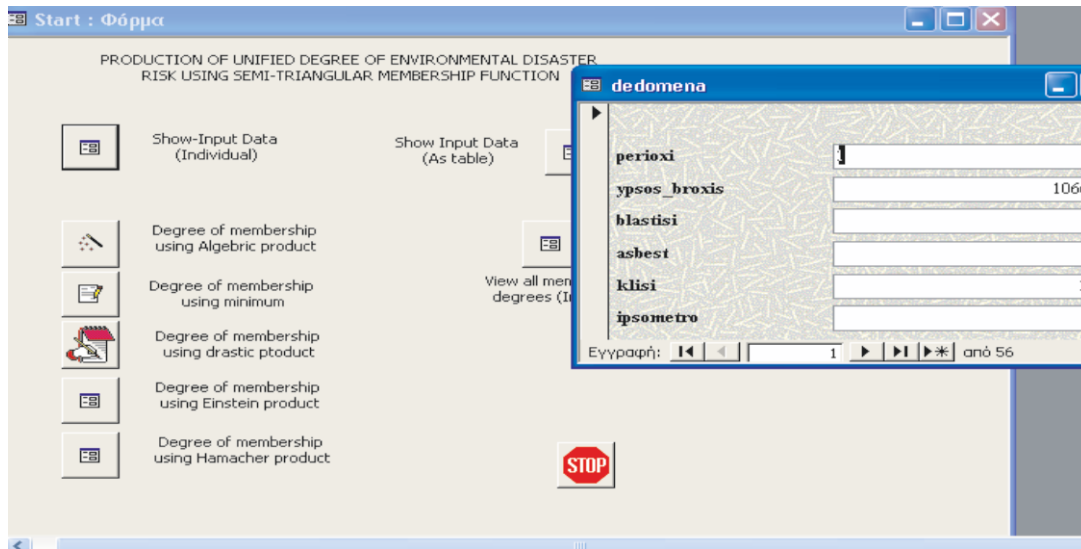 Start : Φόρμα
PRODUCTION OF UNIFIED DEGREE OF ENVIRONMENTAL DISASTER
RISK USING SEMI-TRIANGULAR MEMBERSHIP FUNCTION
Show-Input Data
(Individual)
Show Input Data
(As table)
Degree of membership
using Algebric product
Degree of membership
using minimum
Degree of membership
using drastic ptoduct
Degree of membership
using Einstein product
Degree of membership
using Hamacher product
View all mem
degrees (I
STOP
dedomena
perioxi
ypsos_broxis 106
blastisi
asbest
klisi
ipsometro
Εγγραφή: 1 από 56